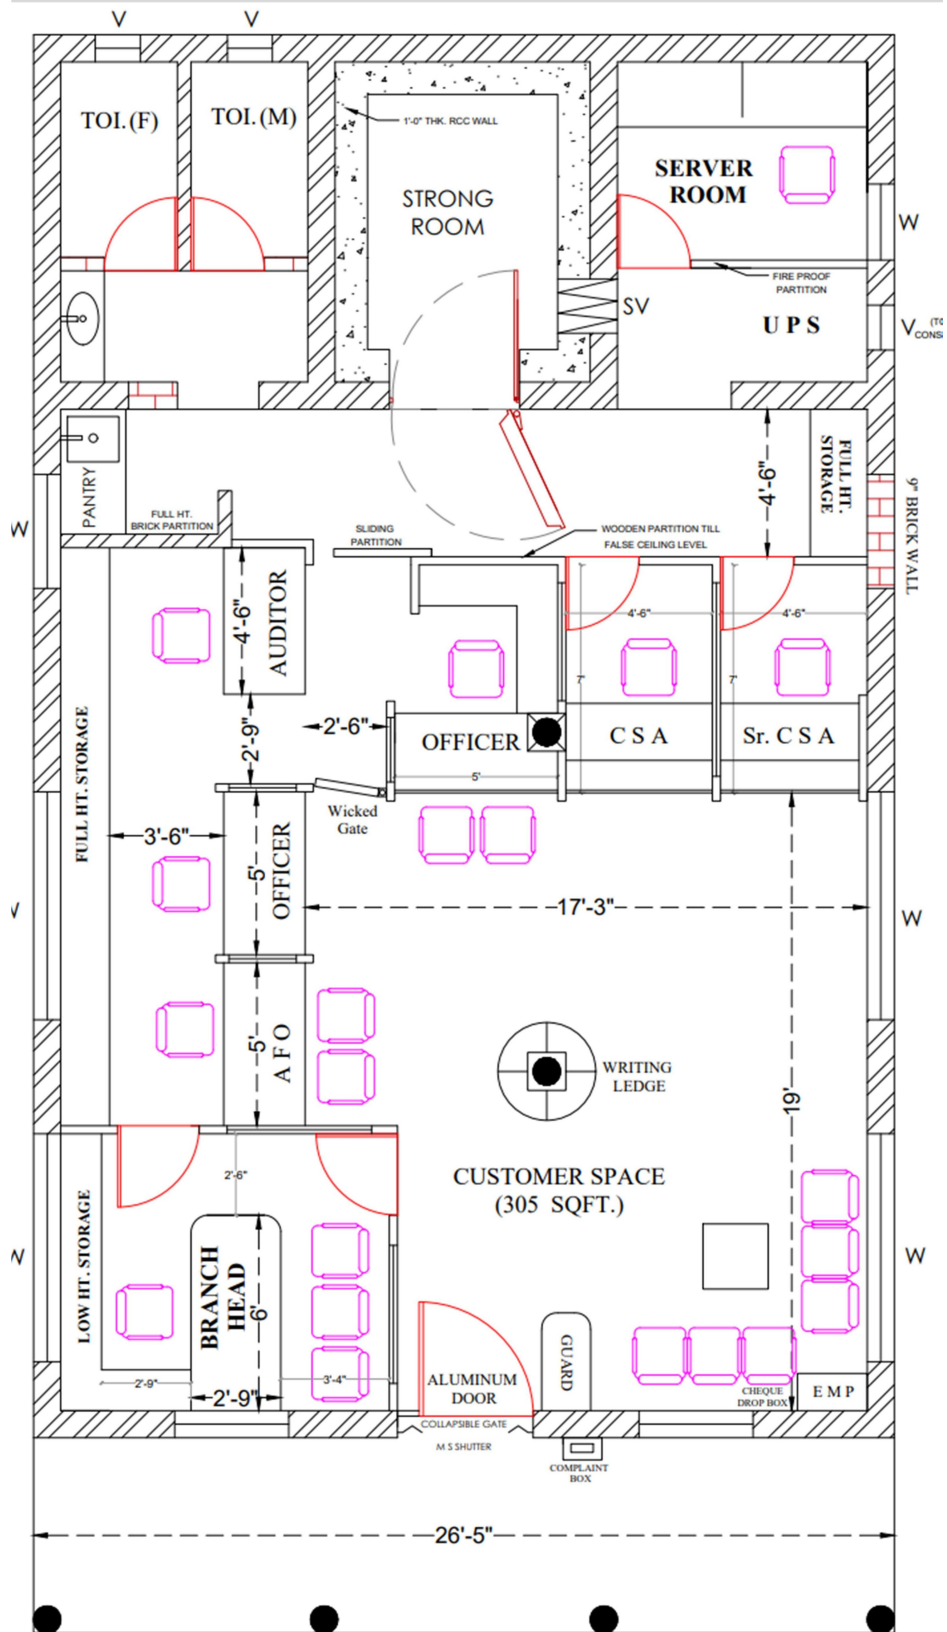 V
V
TOI.(F)
TOI.(M)
1'-0" THK. RCC WALL
STRONG
ROOM
SERVER
ROOM
W
FIRE PROOF
PARTITION
SV
U P S
V
(TO
CONS
PANTRY
FULL HT.
BRICK PARTITION
SLIDING
PARTITION
WOODEN PARTITION TILL
FALSE CEILING LEVEL
4'-6"
FULL HT.
STORAGE
9" BRICK WALL
W
4'-6"
AUDITOR
4'-6"
4'-6"
7'
7'
2'-9"
2'-6"
OFFICER
5'
C S A
Sr. C S A
Wicked
Gate
FULL HT. STORAGE
3'-6"
5'
OFFICER
17'-3"
W
5'
A F O
WRITING
LEDGE
19'
2'-6"
CUSTOMER SPACE
(305 SQFT.)
LOW HT. STORAGE
BRANCH
HEAD
6'
W
W
2'-9"
2'-9"
3'-4"
ALUMINUM
DOOR
GUARD
CHEQUE
DROP BOX
E M P
COLLAPSIBLE GATE
M S SHUTTER
COMPLAINT
BOX
26'-5"